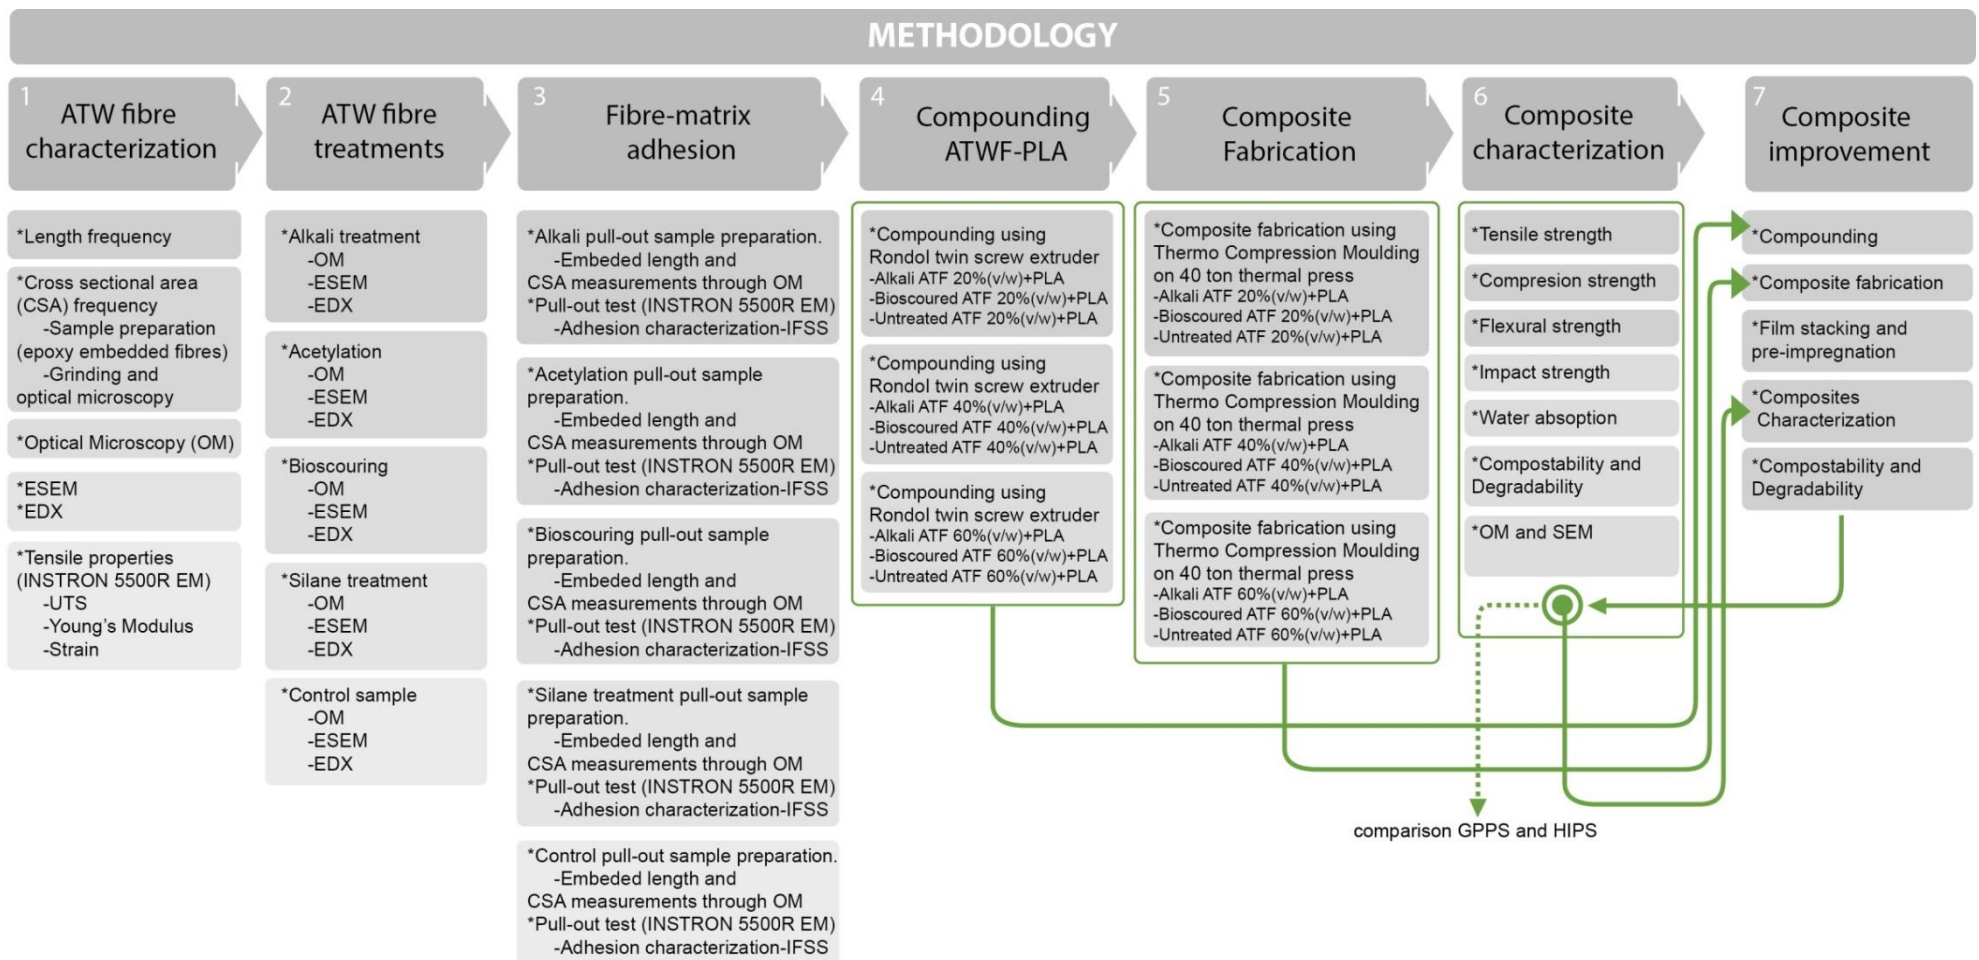 METHODOLOGY
1
ATW fibre
characterization
*Length frequency
*Cross sectional area
(CSA) frequency
-Sample preparation
(epoxy embedded fibres)
-Grinding and
optical microscopy
*Optical Microscopy (OM)
*ESEM
*EDX
*Tensile properties
(INSTRON 5500R EM)
-UTS
-Young's Modulus
-Strain
2
ATW fibre
treatments
*Alkali treatment
-OM
-ESEM
-EDX
*Acetylation
-OM
-ESEM
-EDX
*Bioscouring
-OM
-ESEM
-EDX
*Silane treatment
-OM
-ESEM
-EDX
*Control sample
-OM
-ESEM
-EDX
3
Fibre-matrix
adhesion
*Alkali pull-out sample preparation.
-Embeded length and
CSA measurements through OM
*Pull-out test (INSTRON 5500R EM)
-Adhesion characterization-IFSS
*Acetylation pull-out sample
preparation.
-Embeded length and
CSA measurements through OM
*Pull-out test (INSTRON 5500R EM)
-Adhesion characterization-IFSS
*Bioscouring pull-out sample
preparation.
-Embeded length and
CSA measurements through OM
*Pull-out test (INSTRON 5500R EM)
-Adhesion characterization-IFSS
*Silane treatment pull-out sample
preparation.
-Embeded length and
CSA measurements through OM
*Pull-out test (INSTRON 5500R EM)
-Adhesion characterization-IFSS
*Control pull-out sample preparation.
-Embeded length and
CSA measurements through OM
*Pull-out test (INSTRON 5500R EM)
-Adhesion characterization-IFSS
4
Compounding
ATWF-PLA
*Compounding using
Rondol twin screw extruder
-Alkali ATF 20%(v/w)+PLA
-Bioscoured ATF 20%(v/w)+PLA
-Untreated ATF 20%(v/w)+PLA
*Compounding using
Rondol twin screw extruder
-Alkali ATF 40%(v/w)+PLA
-Bioscoured ATF 40%(v/w)+PLA
-Untreated ATF 40%(v/w)+PLA
*Compounding using
Rondol twin screw extruder
-Alkali ATF 60%(v/w)+PLA
-Bioscoured ATF 60%(v/w)+PLA
-Untreated ATF 60%(v/w)+PLA
5
Composite
Fabrication
*Composite fabrication using
Thermo Compression Moulding
on 40 ton thermal press
-Alkali ATF 20%(v/w)+PLA
-Bioscoured ATF 20%(v/w)+PLA
-Untreated ATF 20%(v/w)+PLA
*Composite fabrication using
Thermo Compression Moulding
on 40 ton thermal press
-Alkali ATF 40%(v/w)+PLA
-Bioscoured ATF 40%(v/w)+PLA
-Untreated ATF 40%(v/w)+PLA
*Composite fabrication using
Thermo Compression Moulding
on 40 ton thermal press
-Alkali ATF 60%(v/w)+PLA
-Bioscoured ATF 60%(v/w)+PLA
-Untreated ATF 60%(v/w)+PLA
6
Composite
characterization
*Tensile strength
*Compresion strength
*Flexural strength
*Impact strength
*Water absoption
*Compostability and
Degradability
*OM and SEM
comparison GPPS and HIPS
7
Composite
improvement
*Compounding
*Composite fabrication
*Film stacking and
pre-impregnation
*Composites
Characterization
*Compostability and
Degradability